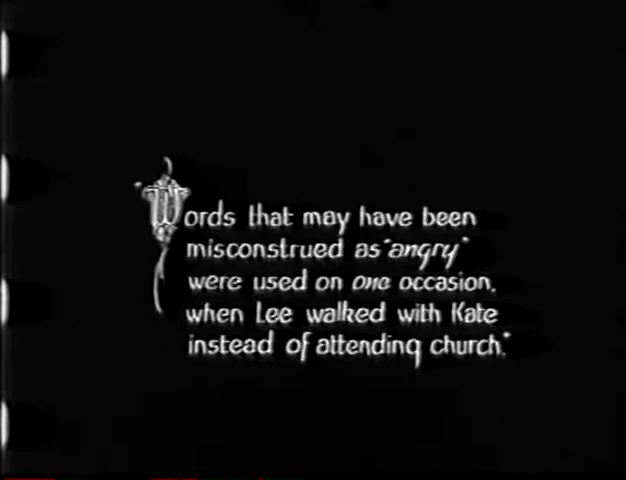 Words that may have been
misconstrued as "angry"
were used on one occasion,
when Lee walked with Kate
instead of attending church."